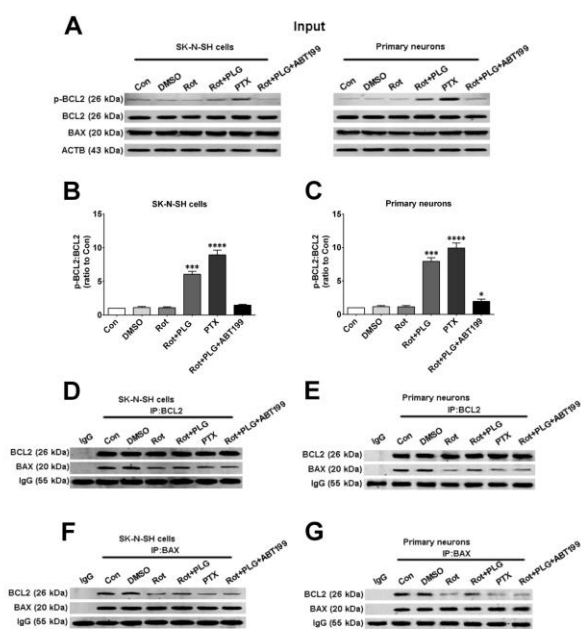 A
Input
SK-N-SH cells
Primary neurons
Con DMSO Rot Rot+PLG PTX Rot+PLG+ABT199
Con DMSO Rot Rot+PLG PTX Rot+PLG+ABT199
p-BCL2 (26 kDa)
BCL2 (26 kDa)
BAX (20 kDa)
ACTB (43 kDa)
B
SK-N-SH cells
p-BCL2:BCL2
(ratio to Con)
15
10
5
0
*** ****
Con DMSO Rot Rot+PLG PTX Rot+PLG+ABT199
C
Primary neurons
p-BCL2:BCL2
(ratio to Con)
15
10
5
0
*** **** *
Con DMSO Rot Rot+PLG PTX Rot+PLG+ABT199
D
SK-N-SH cells
IP:BCL2
IgG Con DMSO Rot Rot+PLG PTX Rot+PLG+ABT199
BCL2 (26 kDa)
BAX (20 kDa)
IgG (55 kDa)
E
Primary neurons
IP:BCL2
IgG Con DMSO Rot Rot+PLG PTX Rot+PLG+ABT199
BCL2 (26 kDa)
BAX (20 kDa)
IgG (55 kDa)
F
SK-N-SH cells
IP:BAX
IgG Con DMSO Rot Rot+PLG PTX Rot+PLG+ABT199
BCL2 (26 kDa)
BAX (20 kDa)
IgG (55 kDa)
G
Primary neurons
IP:BAX
IgG Con DMSO Rot Rot+PLG PTX Rot+PLG+ABT199
BCL2 (26 kDa)
BAX (20 kDa)
IgG (55 kDa)